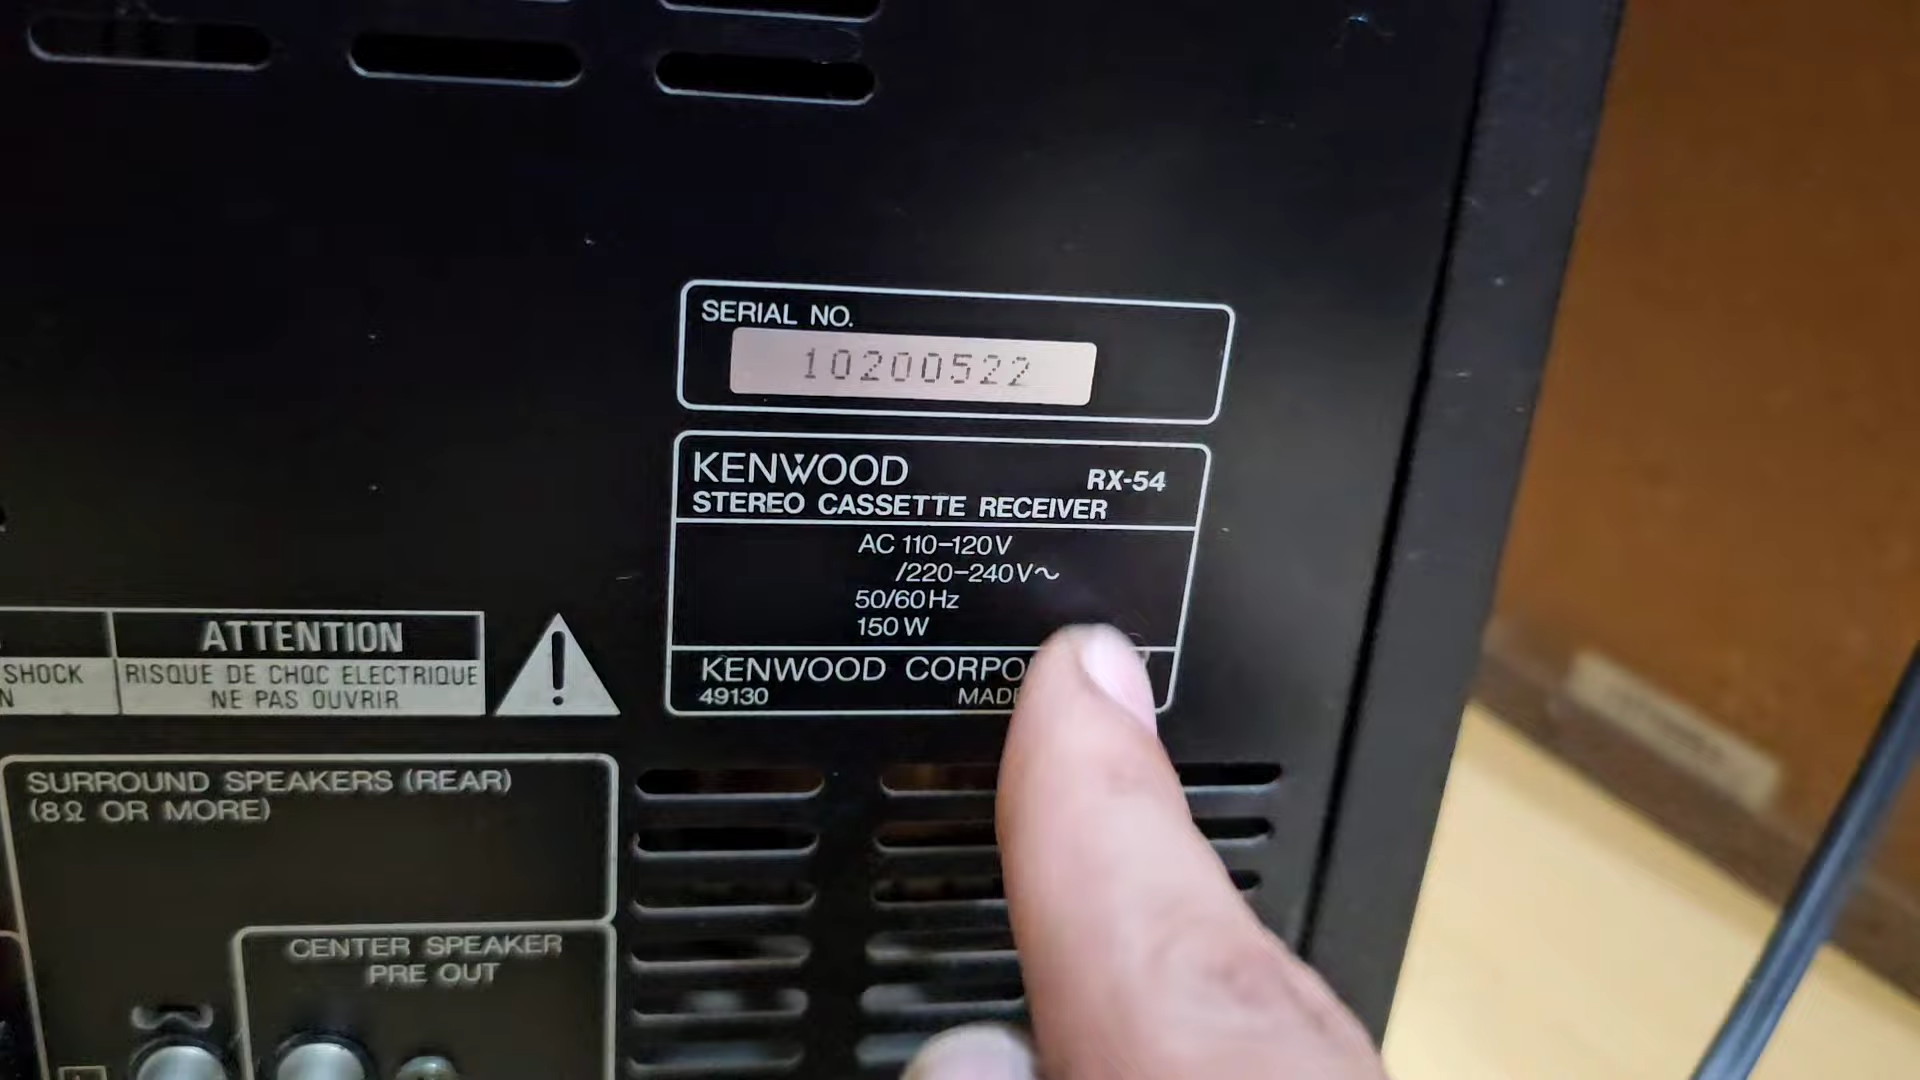 SERIAL NO.
10200522
KENWOOD RX-54
STEREO CASSETTE RECEIVER
AC 110-120V
/220-240V~
50/60Hz
150W
KENWOOD
49130
SHOCK
ATTENTION
RISQUE DE CHOC ELECTRIQUE
NE PAS OUVRIR
SURROUND SPEAKERS (REAR)
(8Ω OR MORE)
CENTER SPEAKER
PRE OUT